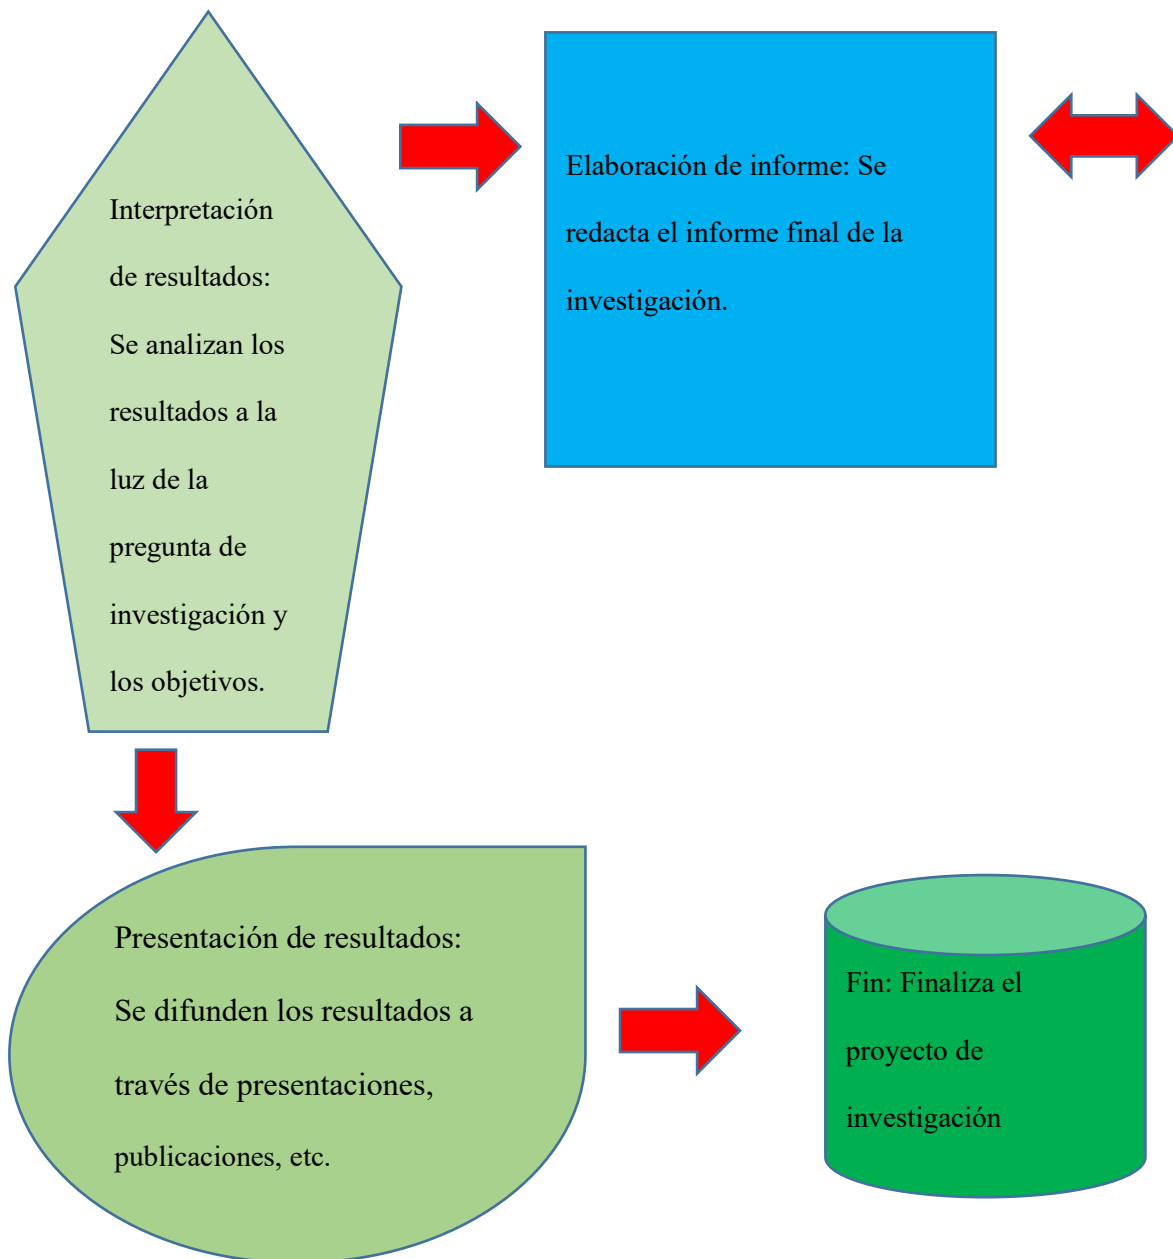 Interpretación
de resultados:
Se analizan los
resultados a la
luz de la
pregunta de
investigación y
los objetivos.
Elaboración de informe: Se
redacta el informe final de la
investigación.
Presentación de resultados:
Se difunden los resultados a
través de presentaciones,
publicaciones, etc.
Fin: Finaliza el
proyecto de
investigación